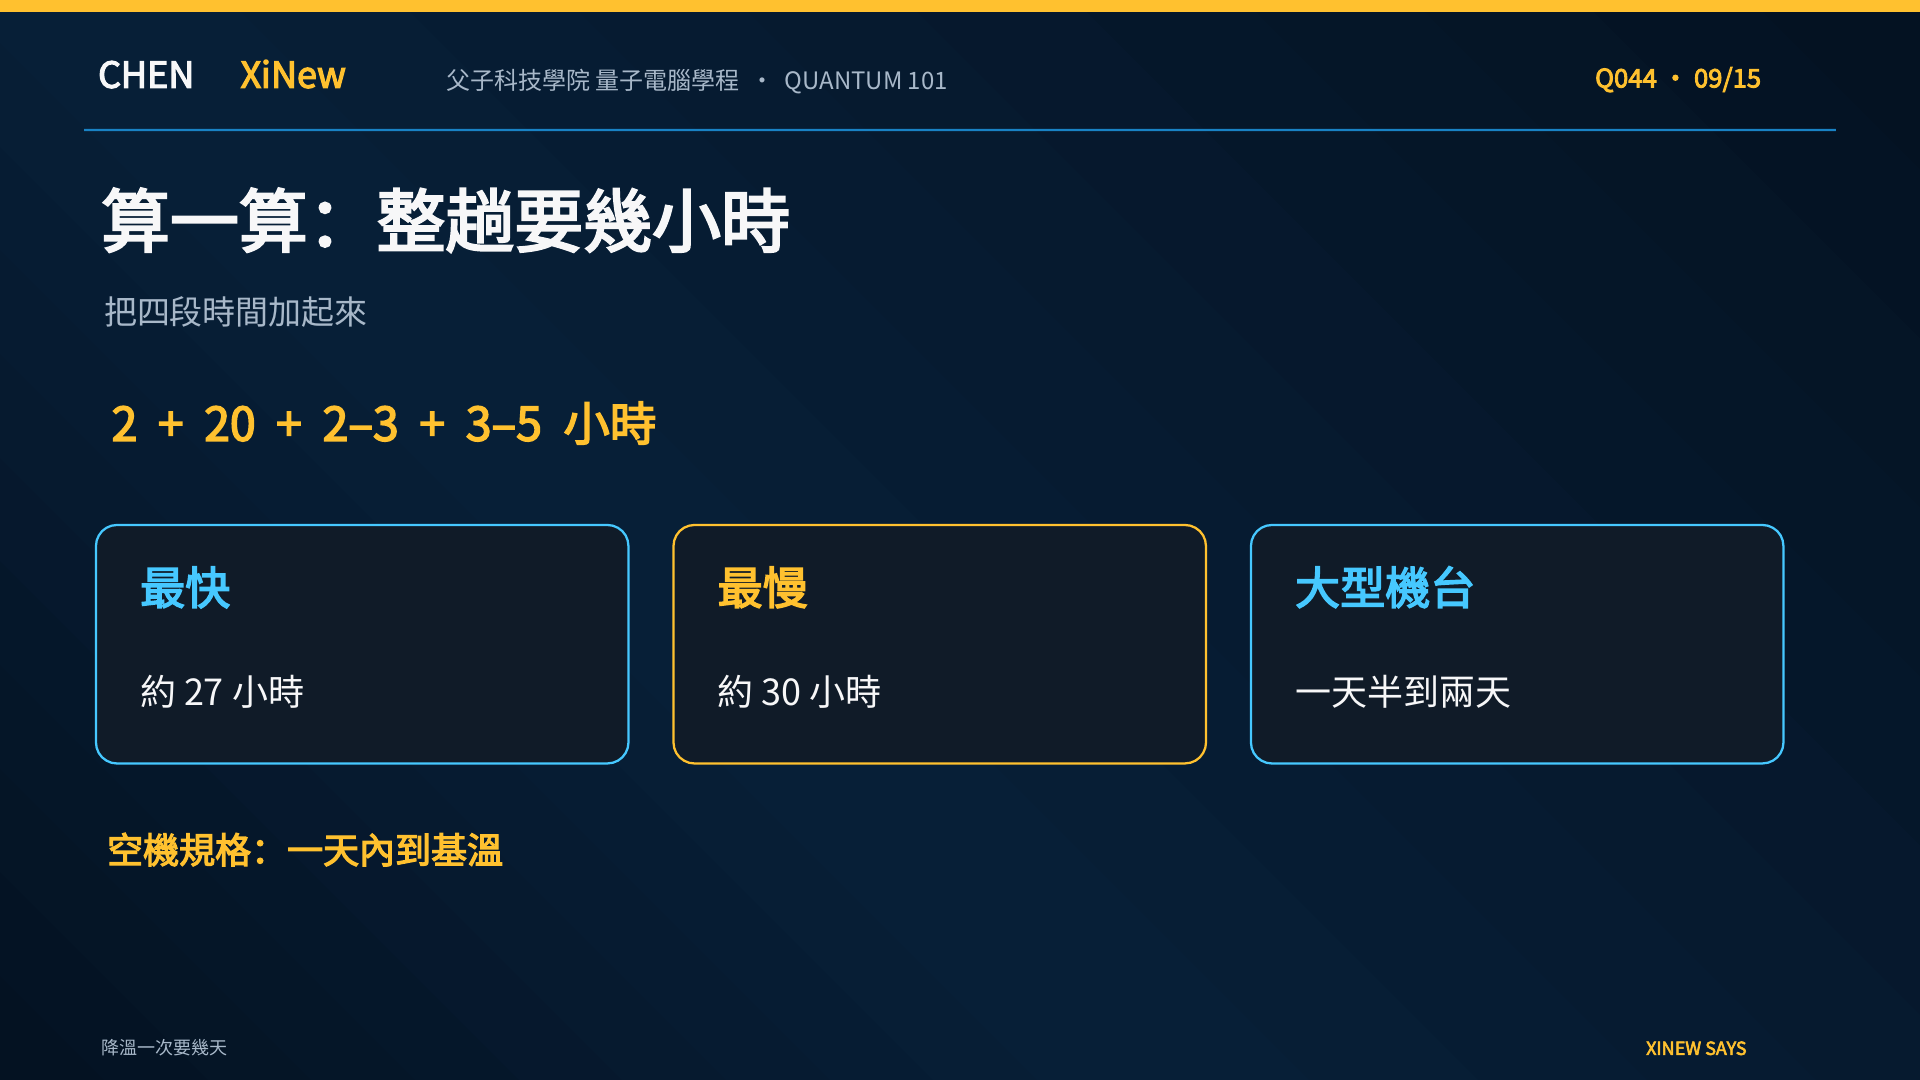 CHEN XiNew 父子科技學院 量子電腦學程 · QUANTUM 101 Q044 · 09/15
算一算：整趟要幾小時
把四段時間加起來
2 + 20 + 2–3 + 3–5 小時
最快
約 27 小時
最慢
約 30 小時
大型機台
一天半到兩天
空機規格：一天內到基溫
降溫一次要幾天
XINEW SAYS